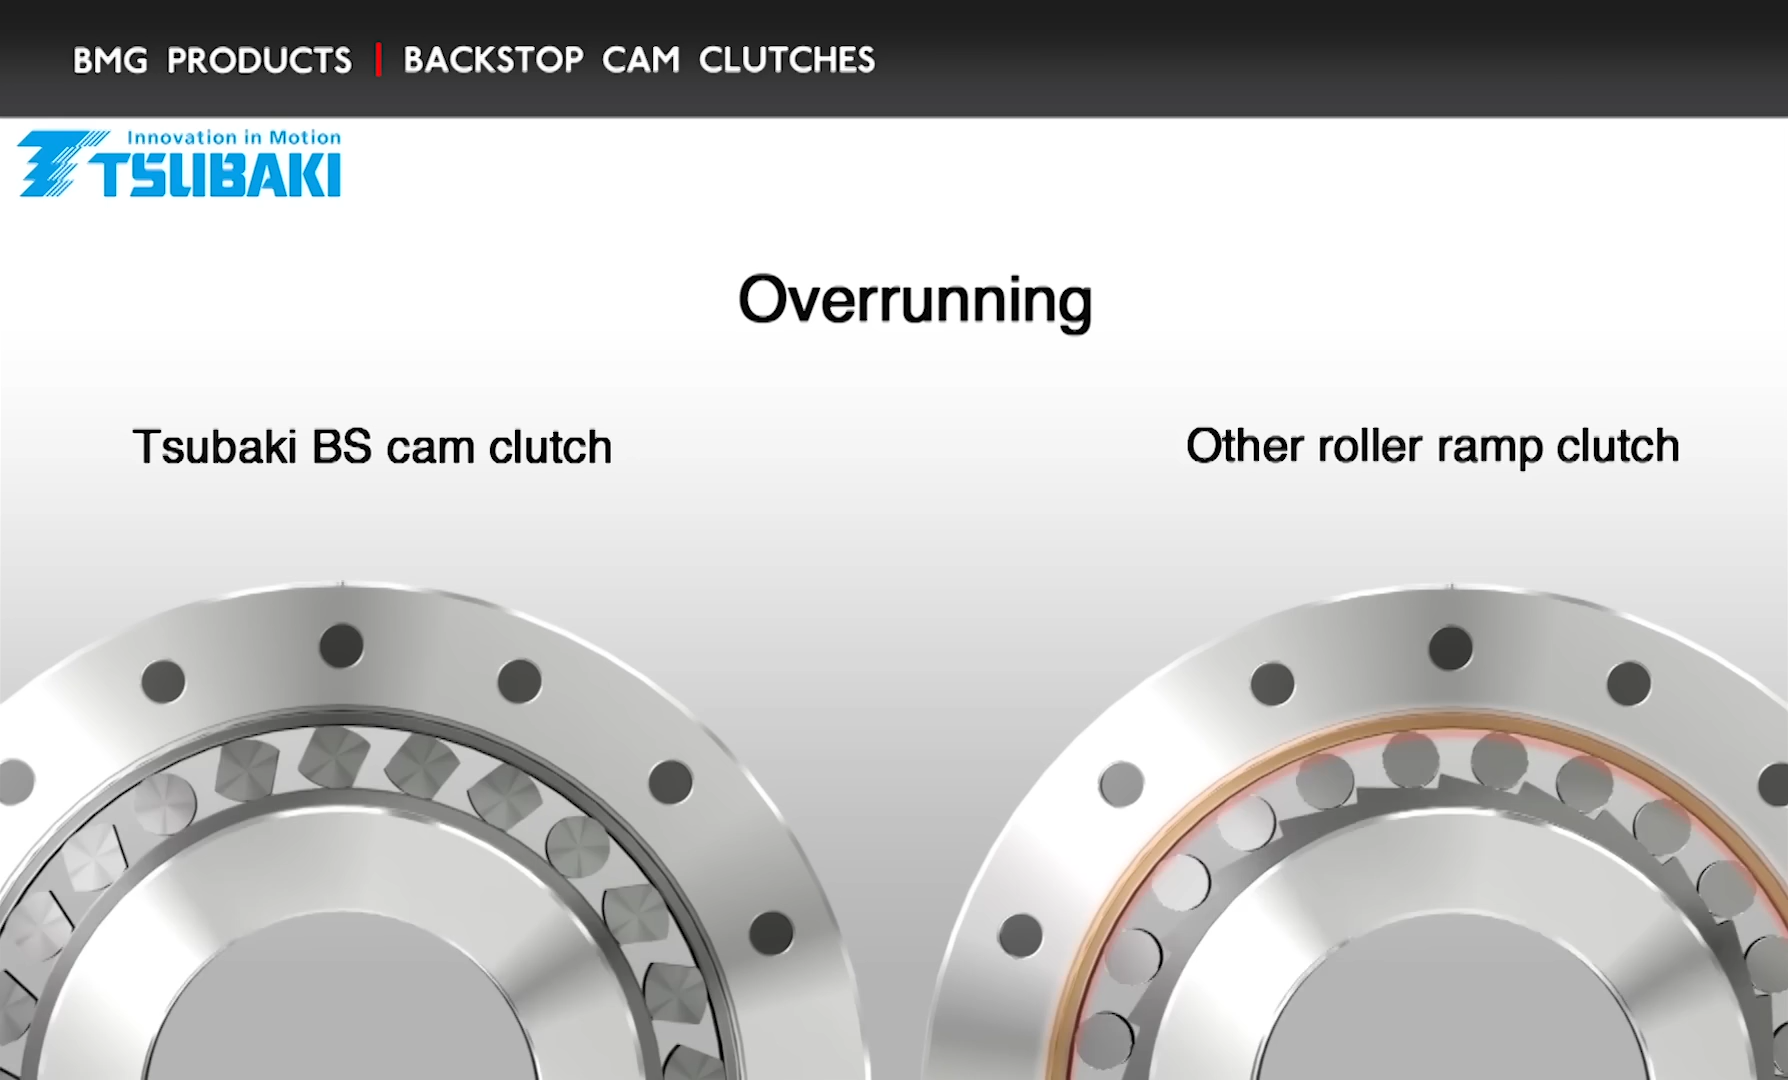 BMG PRODUCTS | BACKSTOP CAM CLUTCHES
Innovation in Motion
TSUBAKI
Overrunning
Tsubaki BS cam clutch
Other roller ramp clutch